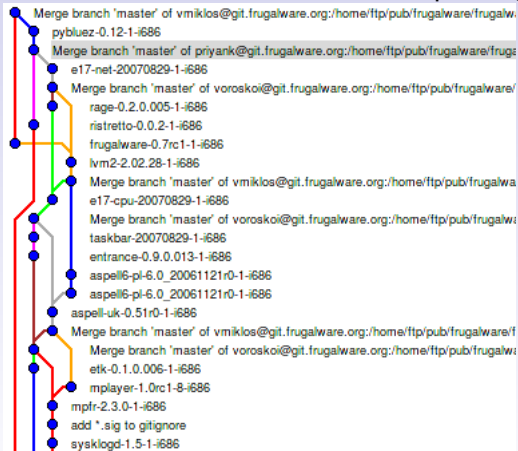 Merge branch 'master' of vmiklos@git.frugalware.org:/home/ftp/pub/frugalware/frugalw
pybluez-0.12-1-i686
Merge branch 'master' of priyank@git.frugalware.org:/home/ftp/pub/frugalware/fruga
e17-net-20070829-1-i686
Merge branch 'master' of voroskoi@git.frugalware.org:/home/ftp/pub/frugalware/
rage-0.2.0.005-1-i686
ristretto-0.0.2-1-i686
frugalware-0.7rc1-1-i686
lvm2-2.02.28-1-i686
Merge branch 'master' of vmiklos@git.frugalware.org:/home/ftp/pub/frugalwa
e17-cpu-20070829-1-i686
Merge branch 'master' of voroskoi@git.frugalware.org:/home/ftp/pub/frugalware/
taskbar-20070829-1-i686
entrance-0.9.0.013-1-i686
aspell6-pl-6.0_20061121r0-1-i686
aspell6-pl-6.0_20061121r0-1-i686
aspell-uk-0.51r0-1-i686
Merge branch 'master' of vmiklos@git.frugalware.org:/home/ftp/pub/frugalware/f
Merge branch 'master' of voroskoi@git.frugalware.org:/home/ftp/pub/frugalwa
etk-0.1.0.006-1-i686
mplayer-1.0rc1-8-i686
mpfr-2.3.0-1-i686
add *.sig to gitignore
sysklogd-1.5-1-i686